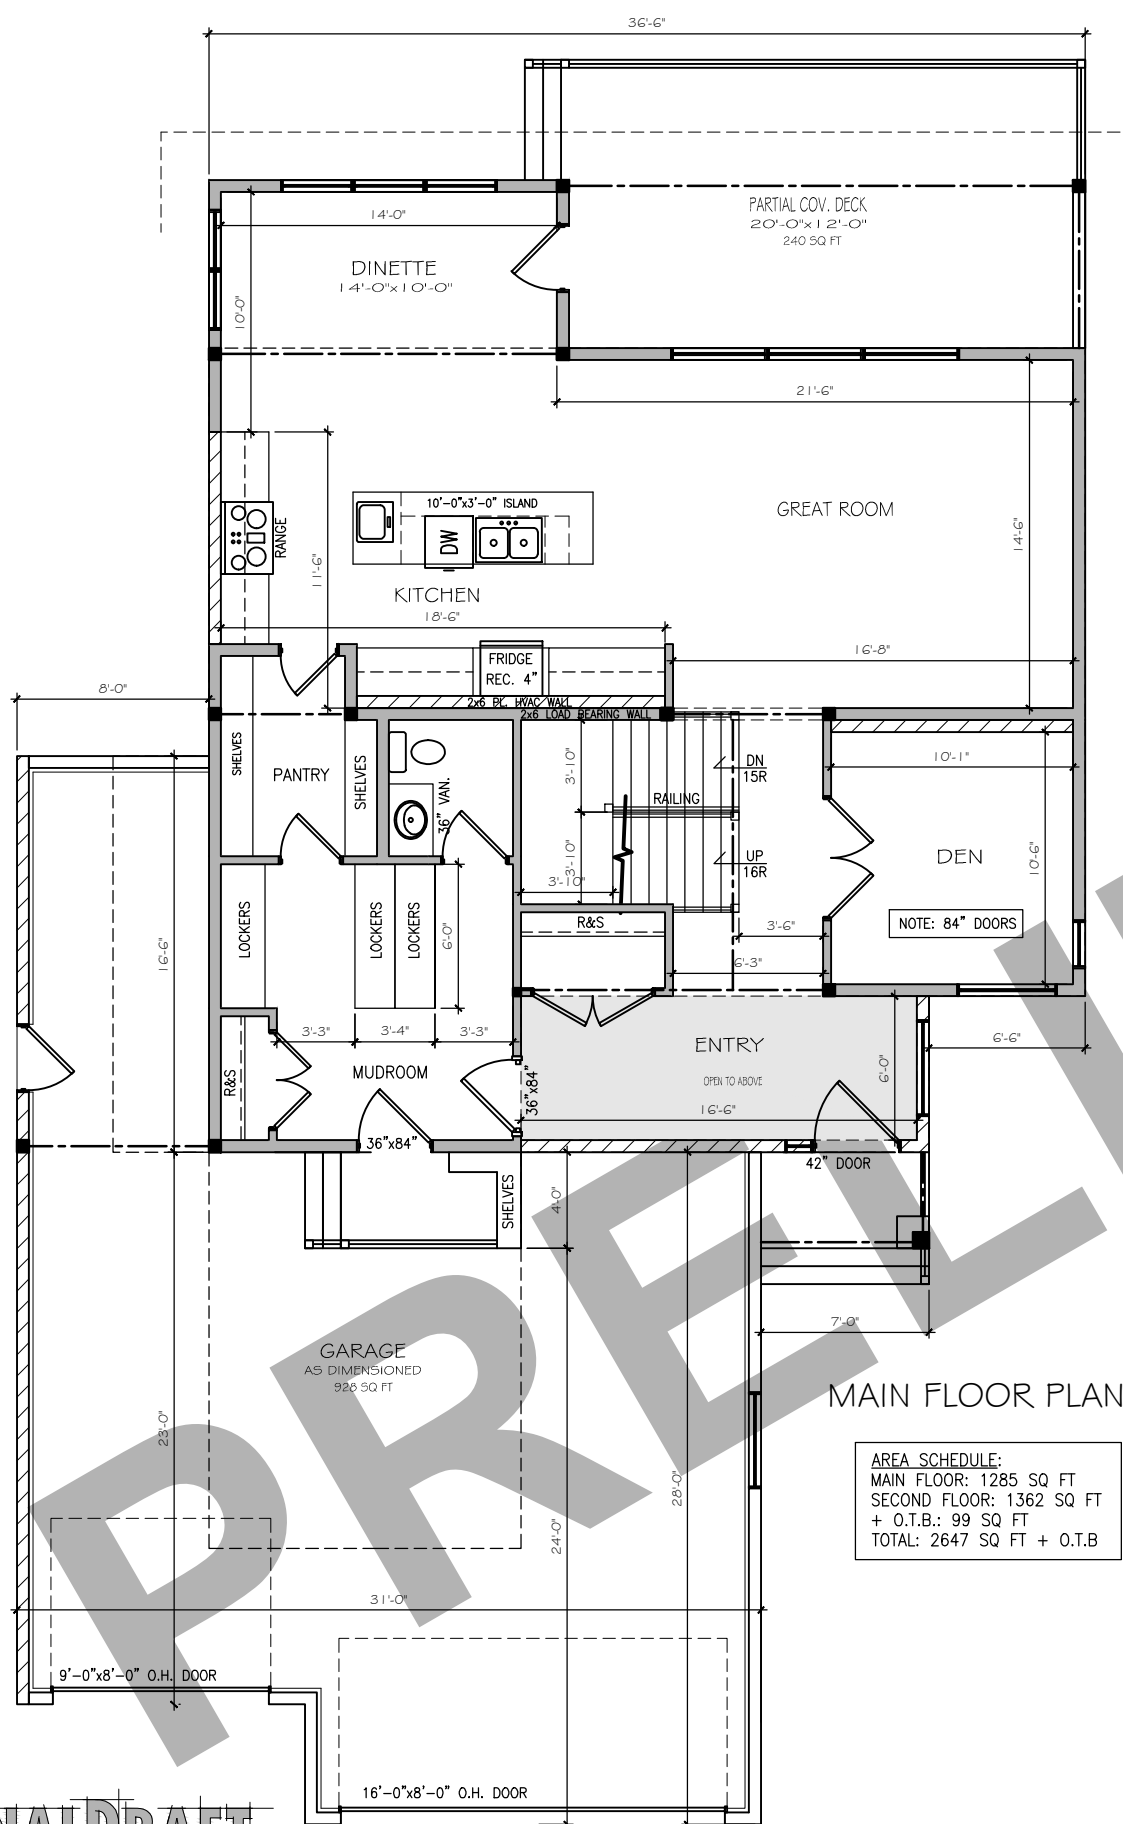 36'-6"
PARTIAL COV. DECK
20'-0"x12'-0"
240 SQ FT
14'-0"
DINETTE
14'-0"x10'-0"
10'-0"
21'-6"
10'-0"x3'-0" ISLAND
GREAT ROOM
RANGE
DW
14'-6"
11'-6"
KITCHEN
18'-6"
FRIDGE
REC. 4"
16'-8"
8'-0"
2x6 PL. HVAC WALL
2x6 LOAD BEARING WALL
SHELVES
PANTRY
SHELVES
36" VAN.
3'-10"
DN
15R
RAILING
10'-1"
UP
16R
3'-10"
3'-10"
DEN
10'-6"
NOTE: 84" DOORS
LOCKERS
LOCKERS
LOCKERS
6'-0"
R&S
3'-6"
6'-3"
16'-6"
3'-3"
3'-4"
3'-3"
ENTRY
6'-6"
6'-0"
R&S
MUDROOM
36"x84"
OPEN TO ABOVE
16'-6"
36"x84"
42" DOOR
SHELVES
4'-0"
7'-0"
GARAGE
AS DIMENSIONED
928 SQ FT
MAIN FLOOR PLAN
23'-0"
28'-0"
24'-0"
AREA SCHEDULE:
MAIN FLOOR: 1285 SQ FT
SECOND FLOOR: 1362 SQ FT
+ O.T.B.: 99 SQ FT
TOTAL: 2647 SQ FT + O.T.B
31'-0"
9'-0"x8'-0" O.H. DOOR
16'-0"x8'-0" O.H. DOOR
PRELI
NALDRAFT